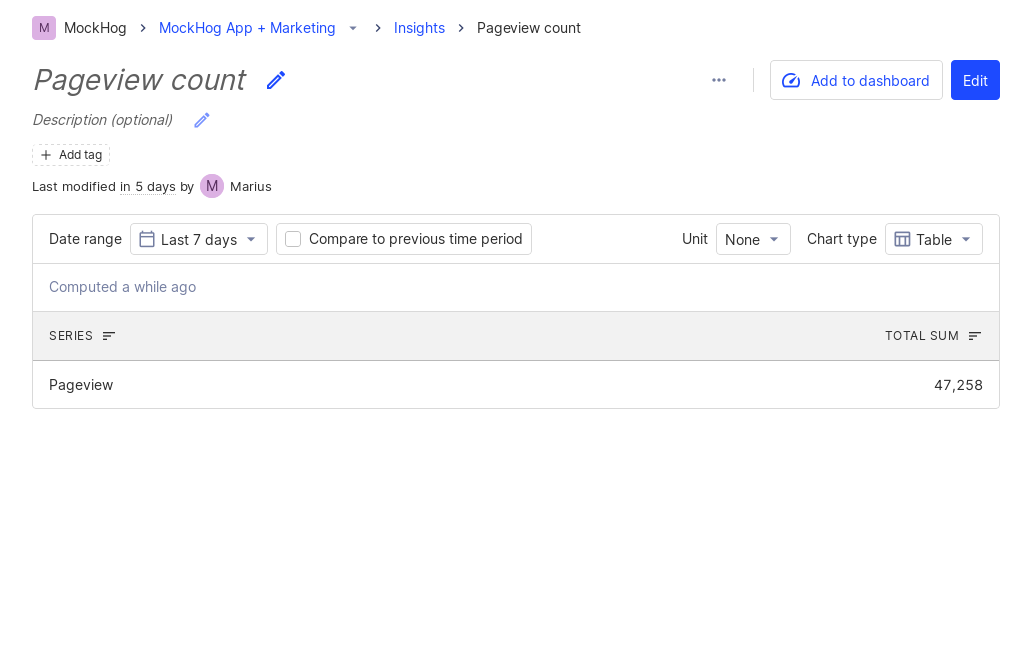 M MockHog MockHog App + Marketing Insights Pageview count
Pageview count
Add to dashboard Edit
Description (optional)
Add tag
Last modified in 5 days by M Marius
Date range Last 7 days Compare to previous time period Unit None Chart type Table
Computed a while ago
SERIES TOTAL SUM
Pageview 47,258